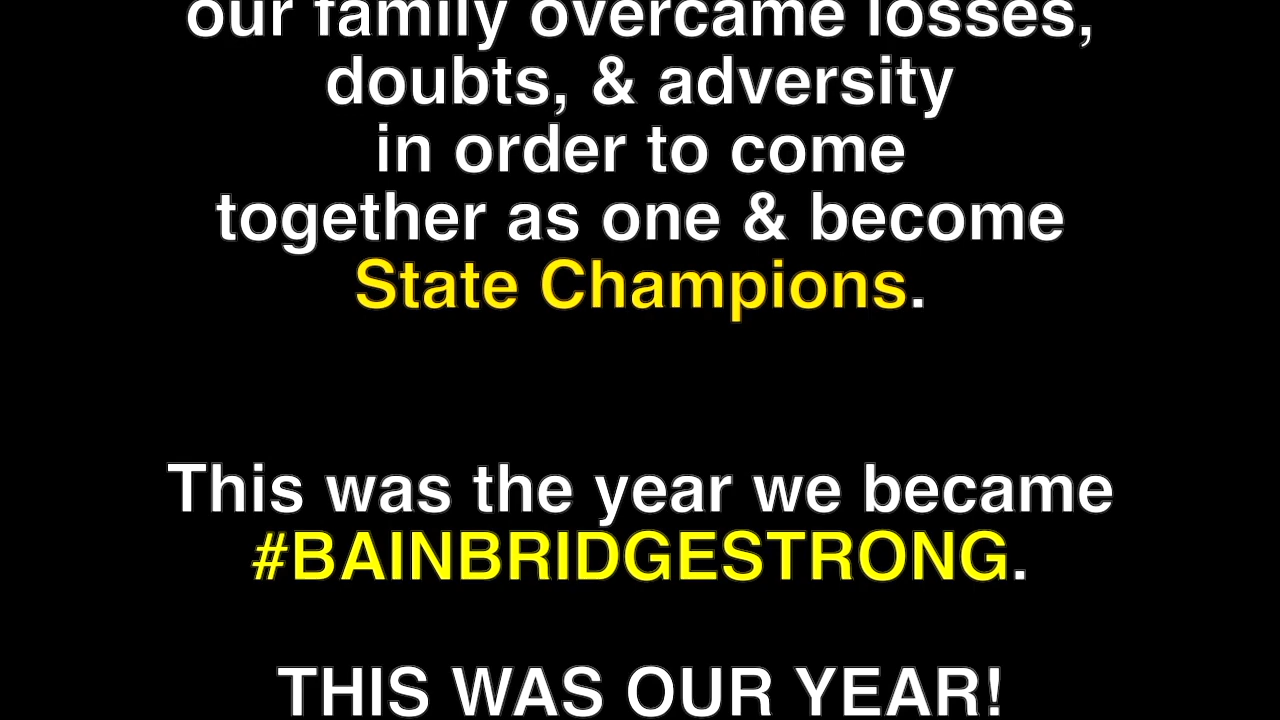 our family overcame losses,
doubts, & adversity
in order to come
together as one & become
State Champions.
This was the year we became
#BAINBRIDGESTRONG.
THIS WAS OUR YEAR!